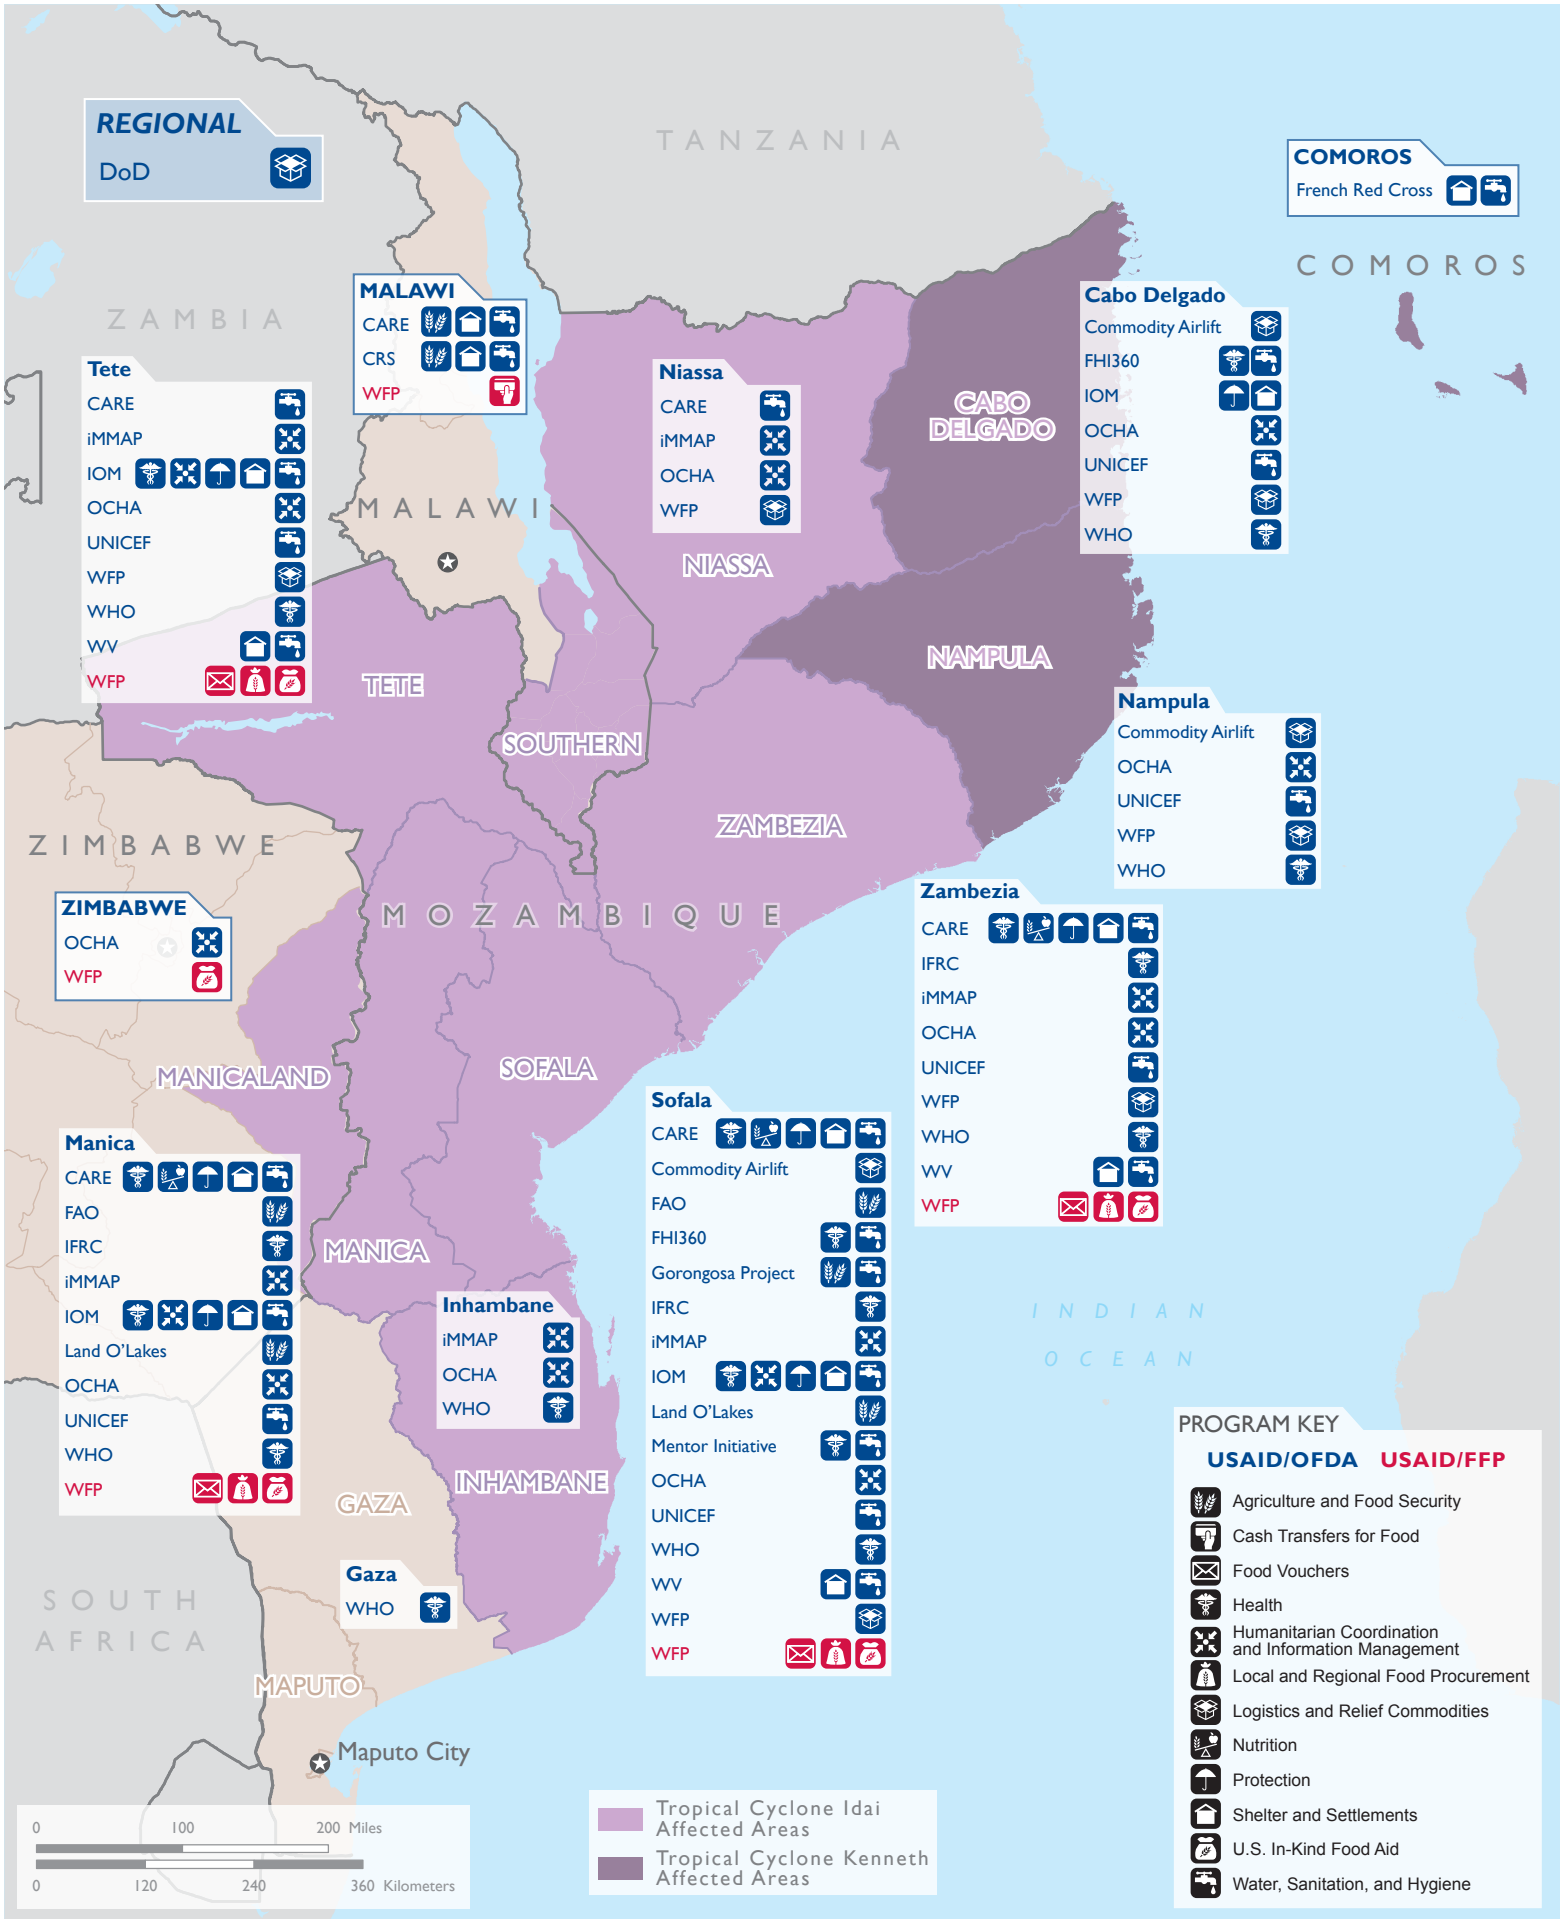 REGIONAL
DoD
TANZANIA
COMOROS
French Red Cross
COMOROS
ZAMBIA
MALAWI
CARE
CRS
WFP
Tete
CARE
iMMAP
IOM
OCHA
UNICEF
WFP
WHO
WV
WFP
Niassa
CARE
iMMAP
OCHA
WFP
Cabo Delgado
Commodity Airlift
FHI360
IOM
OCHA
UNICEF
WFP
WHO
CABO
DELGADO
MALAWI
NIASSA
NAMPULA
TETE
SOUTHERN
Nampula
Commodity Airlift
OCHA
UNICEF
WFP
WHO
ZAMBEZIA
ZIMBABWE
ZIMBABWE
OCHA
WFP
MOZAMBIQUE
Zambezia
CARE
IFRC
iMMAP
OCHA
UNICEF
WFP
WHO
WV
WFP
MANICALAND
SOFALA
Manica
CARE
FAO
IFRC
iMMAP
IOM
Land O'Lakes
OCHA
UNICEF
WHO
WFP
Sofala
CARE
Commodity Airlift
FAO
FHI360
Gorongosa Project
IFRC
iMMAP
IOM
Land O'Lakes
Mentor Initiative
OCHA
UNICEF
WHO
WV
WFP
WFP
MANICA
Inhambane
iMMAP
OCHA
WHO
INHAMBANE
GAZA
Gaza
WHO
INDIAN
OCEAN
SOUTH
AFRICA
MAPUTO
Maputo City
PROGRAM KEY
USAID/OFDA USAID/FFP
Agriculture and Food Security
Cash Transfers for Food
Food Vouchers
Health
Humanitarian Coordination
and Information Management
Local and Regional Food Procurement
Logistics and Relief Commodities
Nutrition
Protection
Shelter and Settlements
U.S. In-Kind Food Aid
Water, Sanitation, and Hygiene
Tropical Cyclone Idai
Affected Areas
Tropical Cyclone Kenneth
Affected Areas
0 100 200 Miles
0 120 240 360 Kilometers